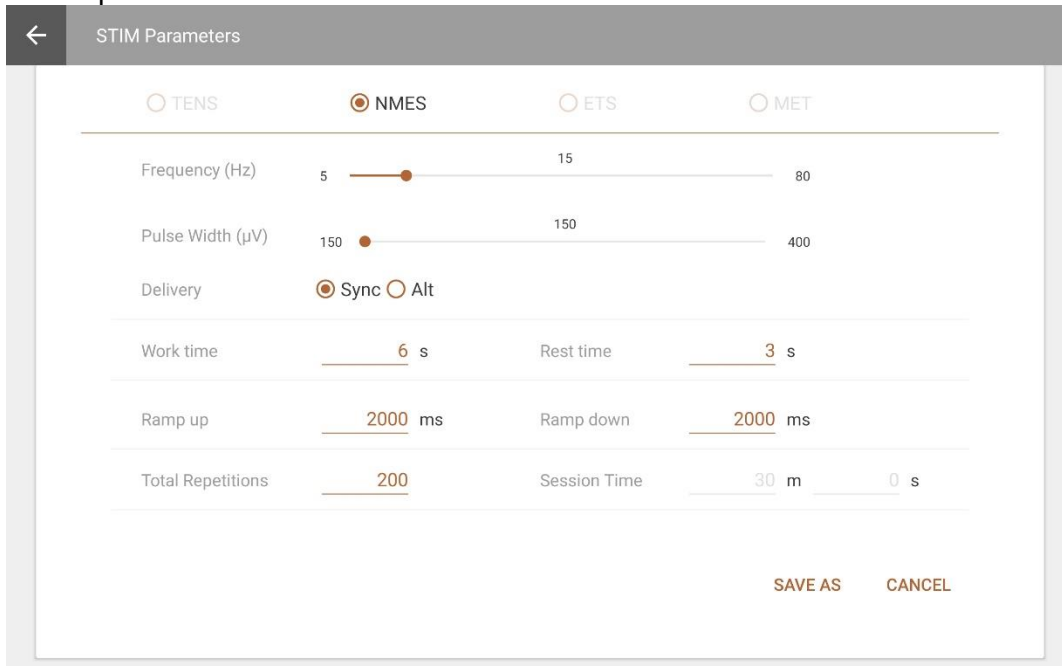 STIM Parameters
TENS NMES ETS MET
Frequency (Hz) 5 15 80
Pulse Width (µV) 150 150 400
Delivery Sync Alt
Work time 6 s Rest time 3 s
Ramp up 2000 ms Ramp down 2000 ms
Total Repetitions 200 Session Time 30 m 0 s
SAVE AS CANCEL